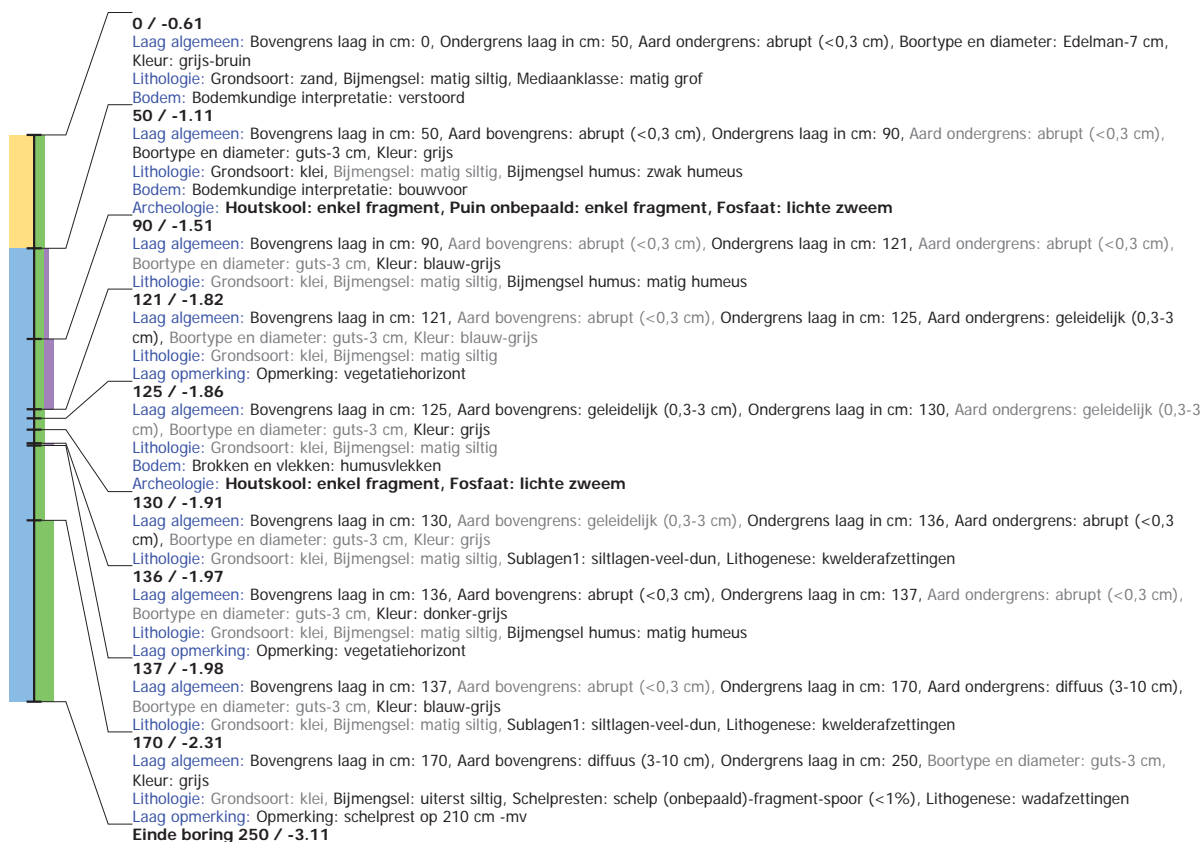 0 / -0.61
Laag algemeen: Bovengrens laag in cm: 0, Ondergrens laag in cm: 50, Aard ondergrens: abrupt (<0,3 cm), Boortype en diameter: Edelman-7 cm,
Kleur: grijs-bruin
Lithologie: Grondsoort: zand, Bijmengsel: matig siltig, Mediaanklasse: matig grof
Bodem: Bodemkundige interpretatie: verstoord
50 / -1.11
Laag algemeen: Bovengrens laag in cm: 50, Aard bovengrens: abrupt (<0,3 cm), Ondergrens laag in cm: 90, Aard ondergrens: abrupt (<0,3 cm),
Boortype en diameter: guts-3 cm, Kleur: grijs
Lithologie: Grondsoort: klei, Bijmengsel: matig siltig, Bijmengsel humus: zwak humeus
Bodem: Bodemkundige interpretatie: bouwvoor
Archeologie: Houtskool: enkel fragment, Puin onbepaald: enkel fragment, Fosfaat: lichte zweem
90 / -1.51
Laag algemeen: Bovengrens laag in cm: 90, Aard bovengrens: abrupt (<0,3 cm), Ondergrens laag in cm: 121, Aard ondergrens: abrupt (<0,3 cm),
Boortype en diameter: guts-3 cm, Kleur: blauw-grijs
Lithologie: Grondsoort: klei, Bijmengsel: matig siltig, Bijmengsel humus: matig humeus
121 / -1.82
Laag algemeen: Bovengrens laag in cm: 121, Aard bovengrens: abrupt (<0,3 cm), Ondergrens laag in cm: 125, Aard ondergrens: geleidelijk (0,3-3
cm), Boortype en diameter: guts-3 cm, Kleur: blauw-grijs
Lithologie: Grondsoort: klei, Bijmengsel: matig siltig
Laag opmerking: Opmerking: vegetatiehorizont
125 / -1.86
Laag algemeen: Bovengrens laag in cm: 125, Aard bovengrens: geleidelijk (0,3-3 cm), Ondergrens laag in cm: 130, Aard ondergrens: geleidelijk (0,3-3
cm), Boortype en diameter: guts-3 cm, Kleur: grijs
Lithologie: Grondsoort: klei, Bijmengsel: matig siltig
Bodem: Brokken en vlekken: humusvlekken
Archeologie: Houtskool: enkel fragment, Fosfaat: lichte zweem
130 / -1.91
Laag algemeen: Bovengrens laag in cm: 130, Aard bovengrens: geleidelijk (0,3-3 cm), Ondergrens laag in cm: 136, Aard ondergrens: abrupt (<0,3
cm), Boortype en diameter: guts-3 cm, Kleur: grijs
Lithologie: Grondsoort: klei, Bijmengsel: matig siltig, Sublagen1: siltlagen-veel-dun, Lithogenese: kwelderafzettingen
136 / -1.97
Laag algemeen: Bovengrens laag in cm: 136, Aard bovengrens: abrupt (<0,3 cm), Ondergrens laag in cm: 137, Aard ondergrens: abrupt (<0,3 cm),
Boortype en diameter: guts-3 cm, Kleur: donker-grijs
Lithologie: Grondsoort: klei, Bijmengsel: matig siltig, Bijmengsel humus: matig humeus
Laag opmerking: Opmerking: vegetatiehorizont
137 / -1.98
Laag algemeen: Bovengrens laag in cm: 137, Aard bovengrens: abrupt (<0,3 cm), Ondergrens laag in cm: 170, Aard ondergrens: diffuus (3-10 cm),
Boortype en diameter: guts-3 cm, Kleur: blauw-grijs
Lithologie: Grondsoort: klei, Bijmengsel: matig siltig, Sublagen1: siltlagen-veel-dun, Lithogenese: kwelderafzettingen
170 / -2.31
Laag algemeen: Bovengrens laag in cm: 170, Aard bovengrens: diffuus (3-10 cm), Ondergrens laag in cm: 250, Boortype en diameter: guts-3 cm,
Kleur: grijs
Lithologie: Grondsoort: klei, Bijmengsel: uiterst siltig, Schelpresten: schelp (onbepaald)-fragment-spoor (<1%), Lithogenese: wadafzettingen
Laag opmerking: Opmerking: schelprest op 210 cm -mv
Einde boring 250 / -3.11